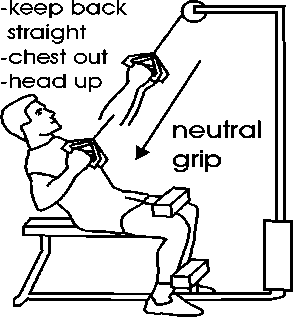 -keep back
straight
-chest out
-head up
neutral
grip